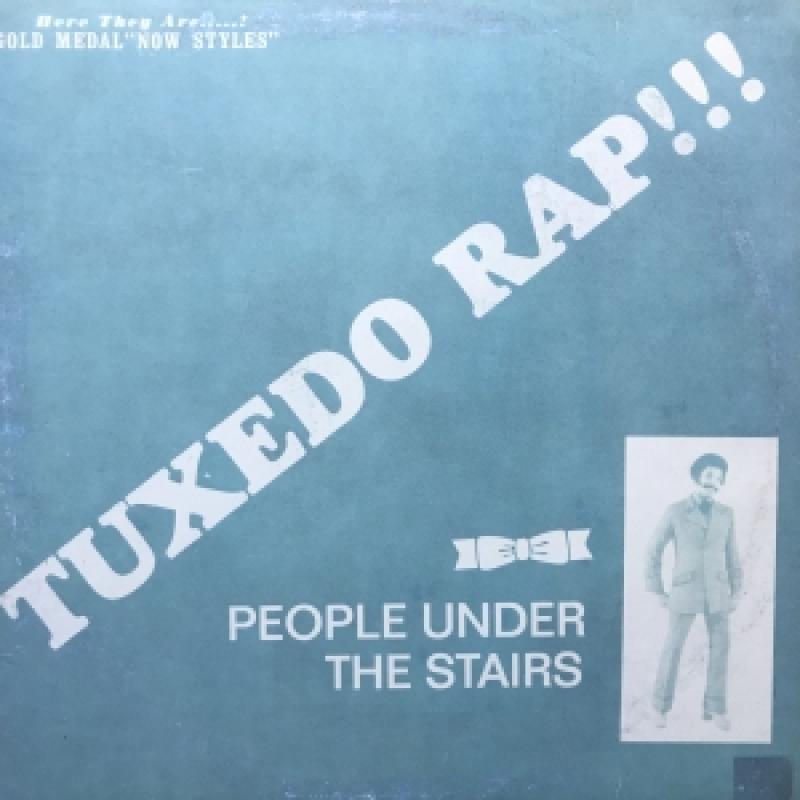 Here They Are.....!
GOLD MEDAL "NOW STYLES"
TUXEDO RAP!!!
PEOPLE UNDER
THE STAIRS